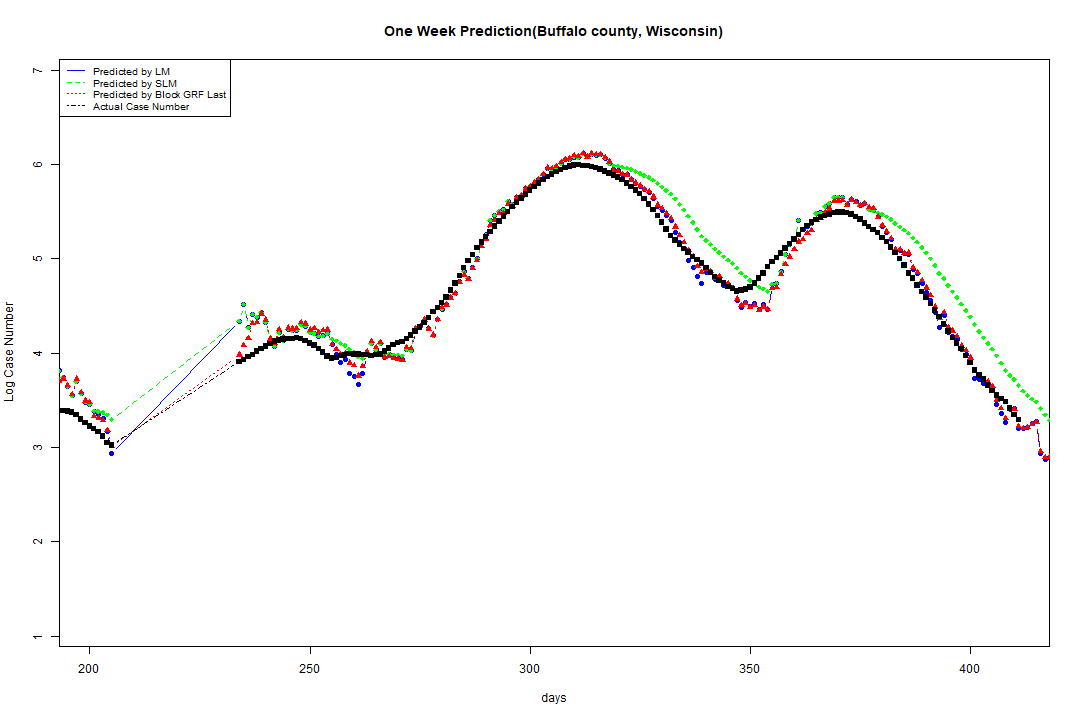 One Week Prediction(Buffalo county, Wisconsin)
Predicted by LM
Predicted by SLM
Predicted by Block GRF Last
Actual Case Number
Log Case Number
7
6
5
4
3
2
1
200
250
300
350
400
days